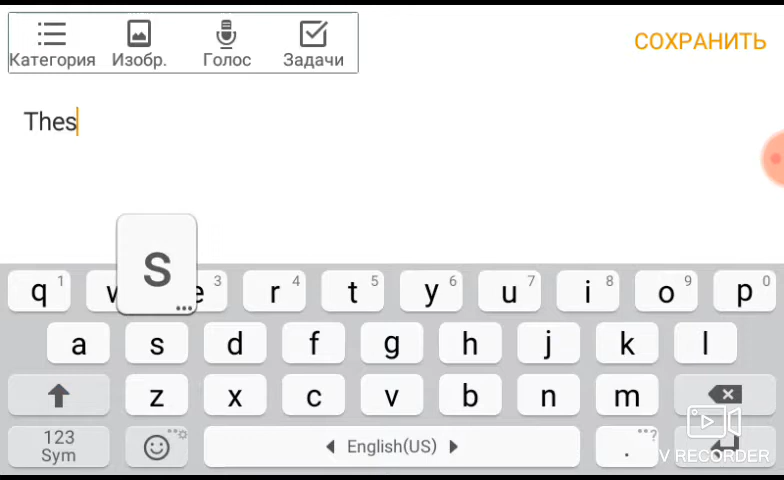 Категория Изобр. Голос Задачи
СОХРАНИТЬ
Thes
s
q 1 w e 3 r 4 t 5 y 6 u 7 i 8 o 9 p 0
a s d f g h j k l
z x c v b n m
123 Sym English(US) . ?
V RECORDER